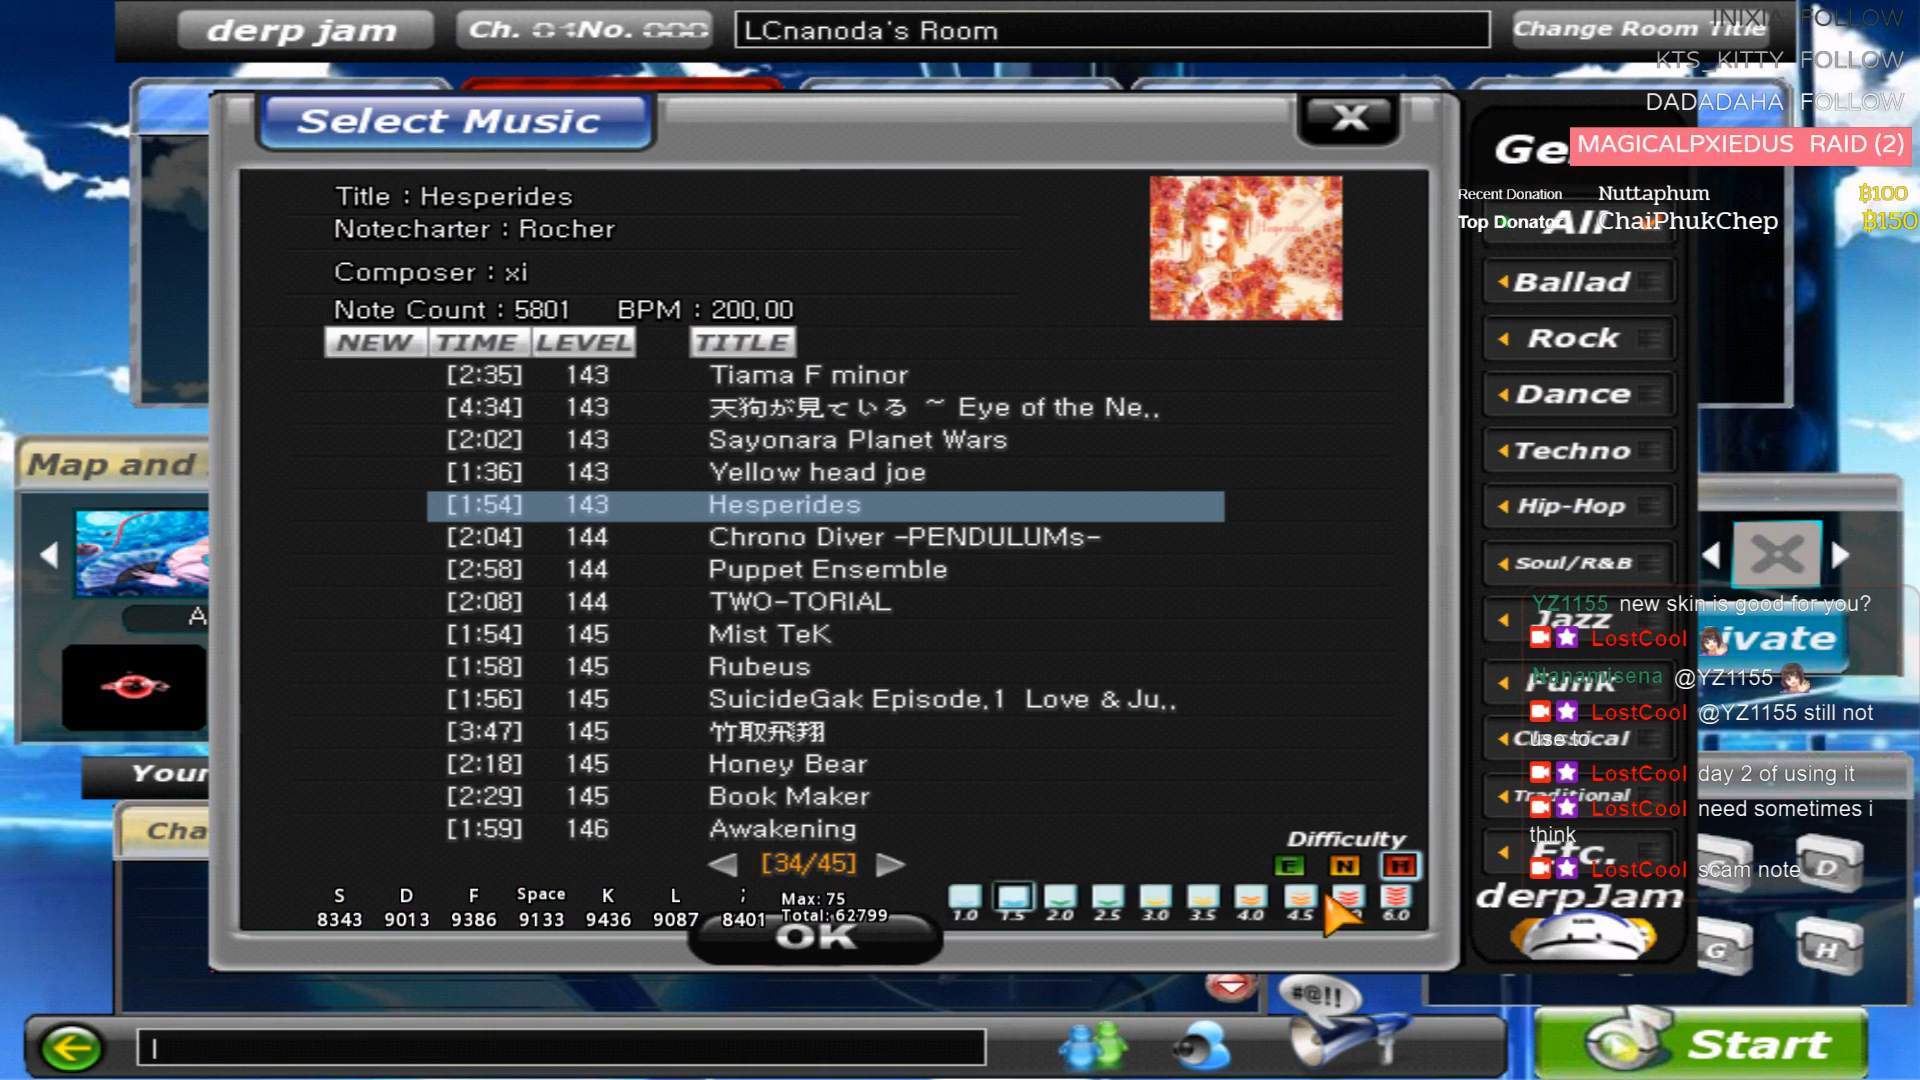 derp jam
Ch. 01 No. 000
LCnanoda's Room
Change Room Title
INIXIA FOLLOW
KTS_KITTY FOLLOW
DADADAHA FOLLOW
MAGICALPXIEDUS RAID (2)
Recent Donation Nuttaphum ฿100
Top Donator ChaiPhukChep ฿150
Select Music
X
Title : Hesperides
Notecharter : Rocher
Composer : xi
Note Count : 5801 BPM : 200,00
NEW TIME LEVEL TITLE
[2:35] 143 Tiama F minor
[4:34] 143 天狗が見ている ~ Eye of the Ne..
[2:02] 143 Sayonara Planet Wars
[1:36] 143 Yellow head joe
[1:54] 143 Hesperides
[2:04] 144 Chrono Diver -PENDULUMs-
[2:58] 144 Puppet Ensemble
[2:08] 144 TWO-TORIAL
[1:54] 145 Mist TeK
[1:58] 145 Rubeus
[1:56] 145 SuicideGak Episode,1 Love & Ju..
[3:47] 145 竹取飛翔
[2:18] 145 Honey Bear
[2:29] 145 Book Maker
[1:59] 146 Awakening
[34/45]
Difficulty
E N H
1.0 1.5 2.0 2.5 3.0 3.5 4.0 4.5 6.0
S D F Space K L ;
8343 9013 9386 9133 9436 9087 8401
Max: 75
Total: 62799
OK
Ge
All
Ballad
Rock
Dance
Techno
Hip-Hop
Soul/R&B
Jazz
Funk
Classical
Traditional
Etc.
derpJam
YZ1155 new skin is good for you?
LostCool
Nanamisena @YZ1155
LostCool @YZ1155 still not
use to
LostCool day 2 of using it
LostCool need sometimes i
think
LostCool scam note
ivate
Map and
A
Your
Cha
D
G
H
#@!!
Start